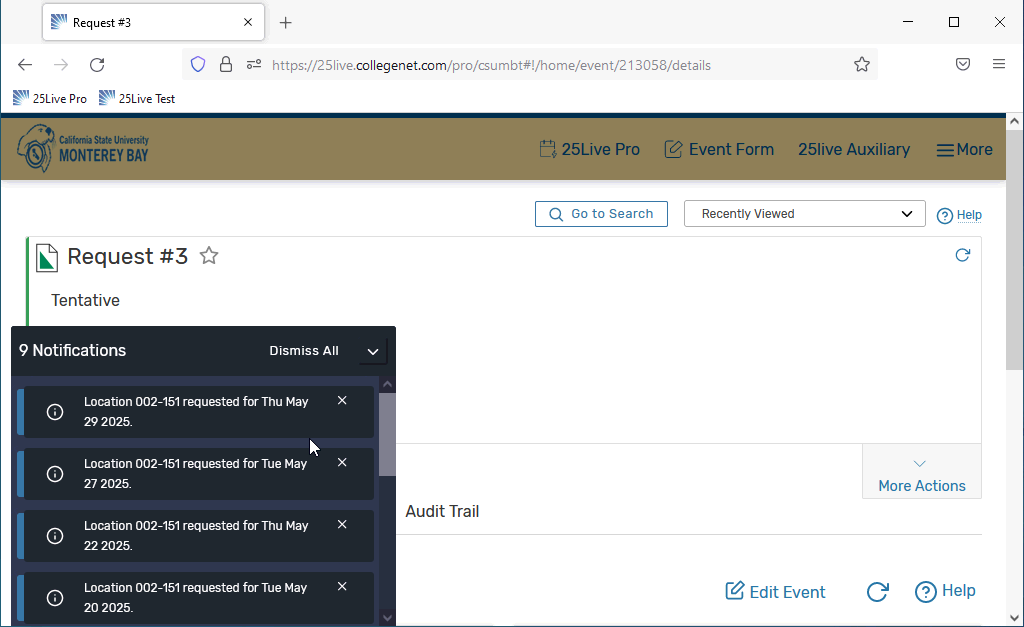 Request #3
https://25live.collegenet.com/pro/csumbt#!/home/event/213058/details
25Live Pro 25Live Test
California State University
MONTEREY BAY
25Live Pro Event Form 25live Auxiliary More
Go to Search Recently Viewed Help
Request #3
Tentative
9 Notifications Dismiss All
Location 002-151 requested for Thu May
29 2025.
Location 002-151 requested for Tue May
27 2025.
Location 002-151 requested for Thu May
22 2025.
Location 002-151 requested for Tue May
20 2025.
More Actions
Audit Trail
Edit Event Help